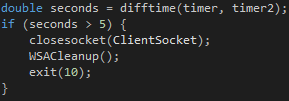 double seconds = difftime(timer, timer2);
if (seconds > 5) {
closesocket(ClientSocket);
WSACleanup();
exit(10);
}